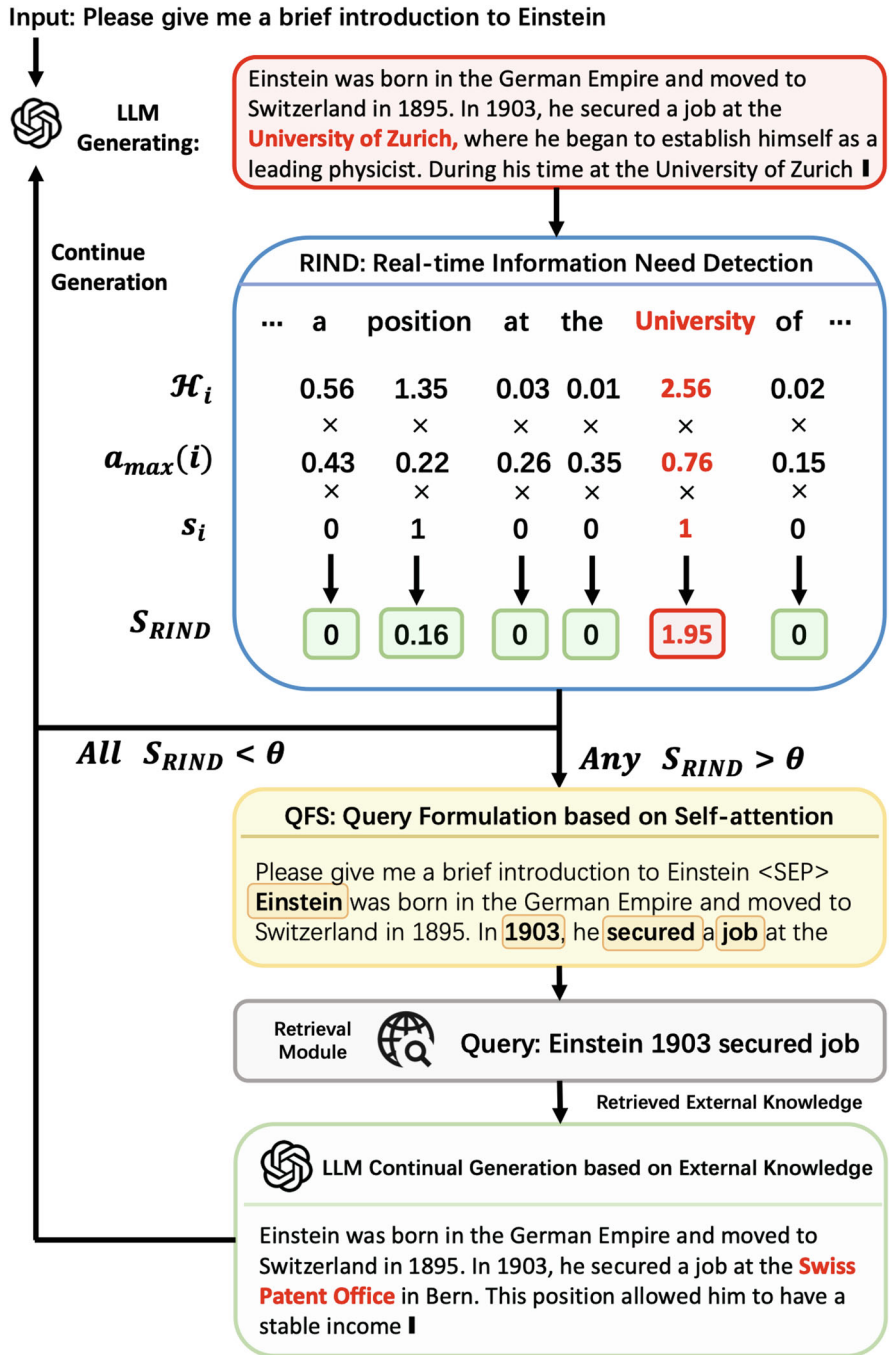 Input: Please give me a brief introduction to Einstein
LLM
Generating:
Einstein was born in the German Empire and moved to
Switzerland in 1895. In 1903, he secured a job at the
University of Zurich, where he began to establish himself as a
leading physicist. During his time at the University of Zurich
Continue
Generation
RIND: Real-time Information Need Detection
... a position at the University of ...
ℋᵢ 0.56 1.35 0.03 0.01 2.56 0.02
× × × × × ×
aₘₐₓ(i) 0.43 0.22 0.26 0.35 0.76 0.15
× × × × × ×
sᵢ 0 1 0 0 1 0
S_RIND 0 0.16 0 0 1.95 0
All S_RIND < θ
Any S_RIND > θ
QFS: Query Formulation based on Self-attention
Please give me a brief introduction to Einstein <SEP>
Einstein was born in the German Empire and moved to
Switzerland in 1895. In 1903, he secured a job at the
Retrieval
Module
Query: Einstein 1903 secured job
Retrieved External Knowledge
LLM Continual Generation based on External Knowledge
Einstein was born in the German Empire and moved to
Switzerland in 1895. In 1903, he secured a job at the Swiss
Patent Office in Bern. This position allowed him to have a
stable income